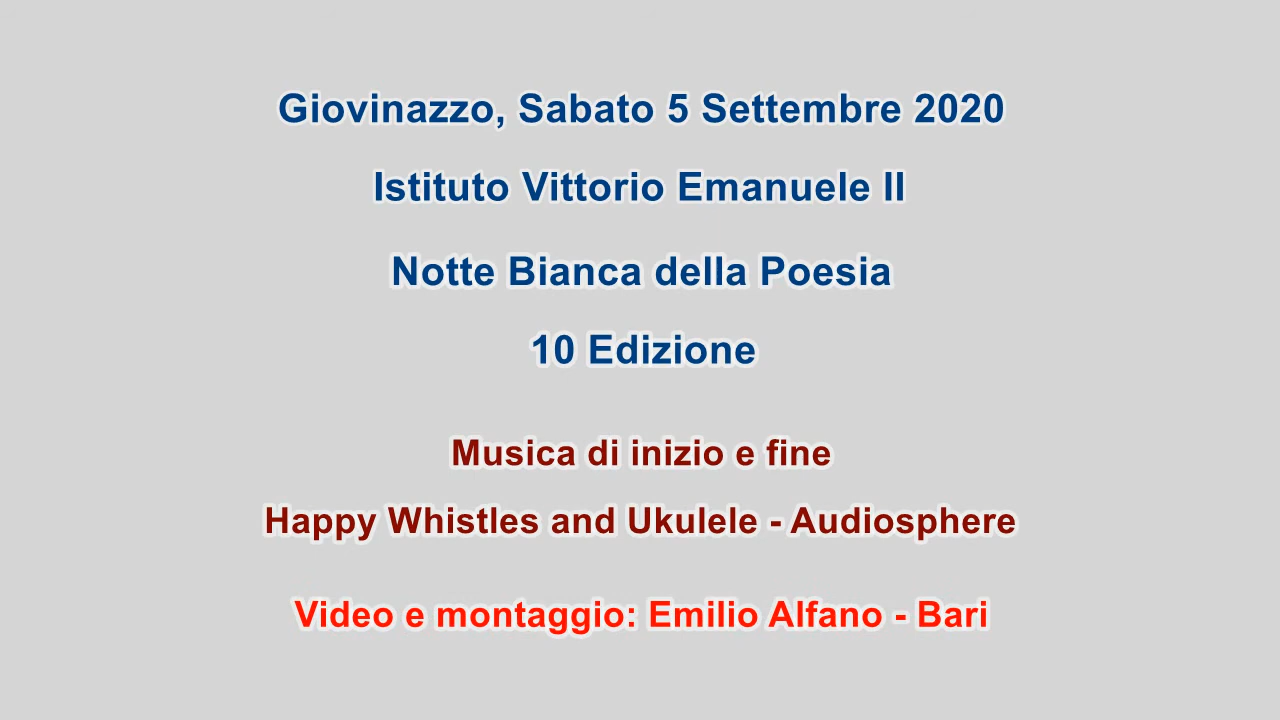 Giovinazzo, Sabato 5 Settembre 2020
Istituto Vittorio Emanuele II
Notte Bianca della Poesia
10 Edizione
Musica di inizio e fine
Happy Whistles and Ukulele - Audiosphere
Video e montaggio: Emilio Alfano - Bari